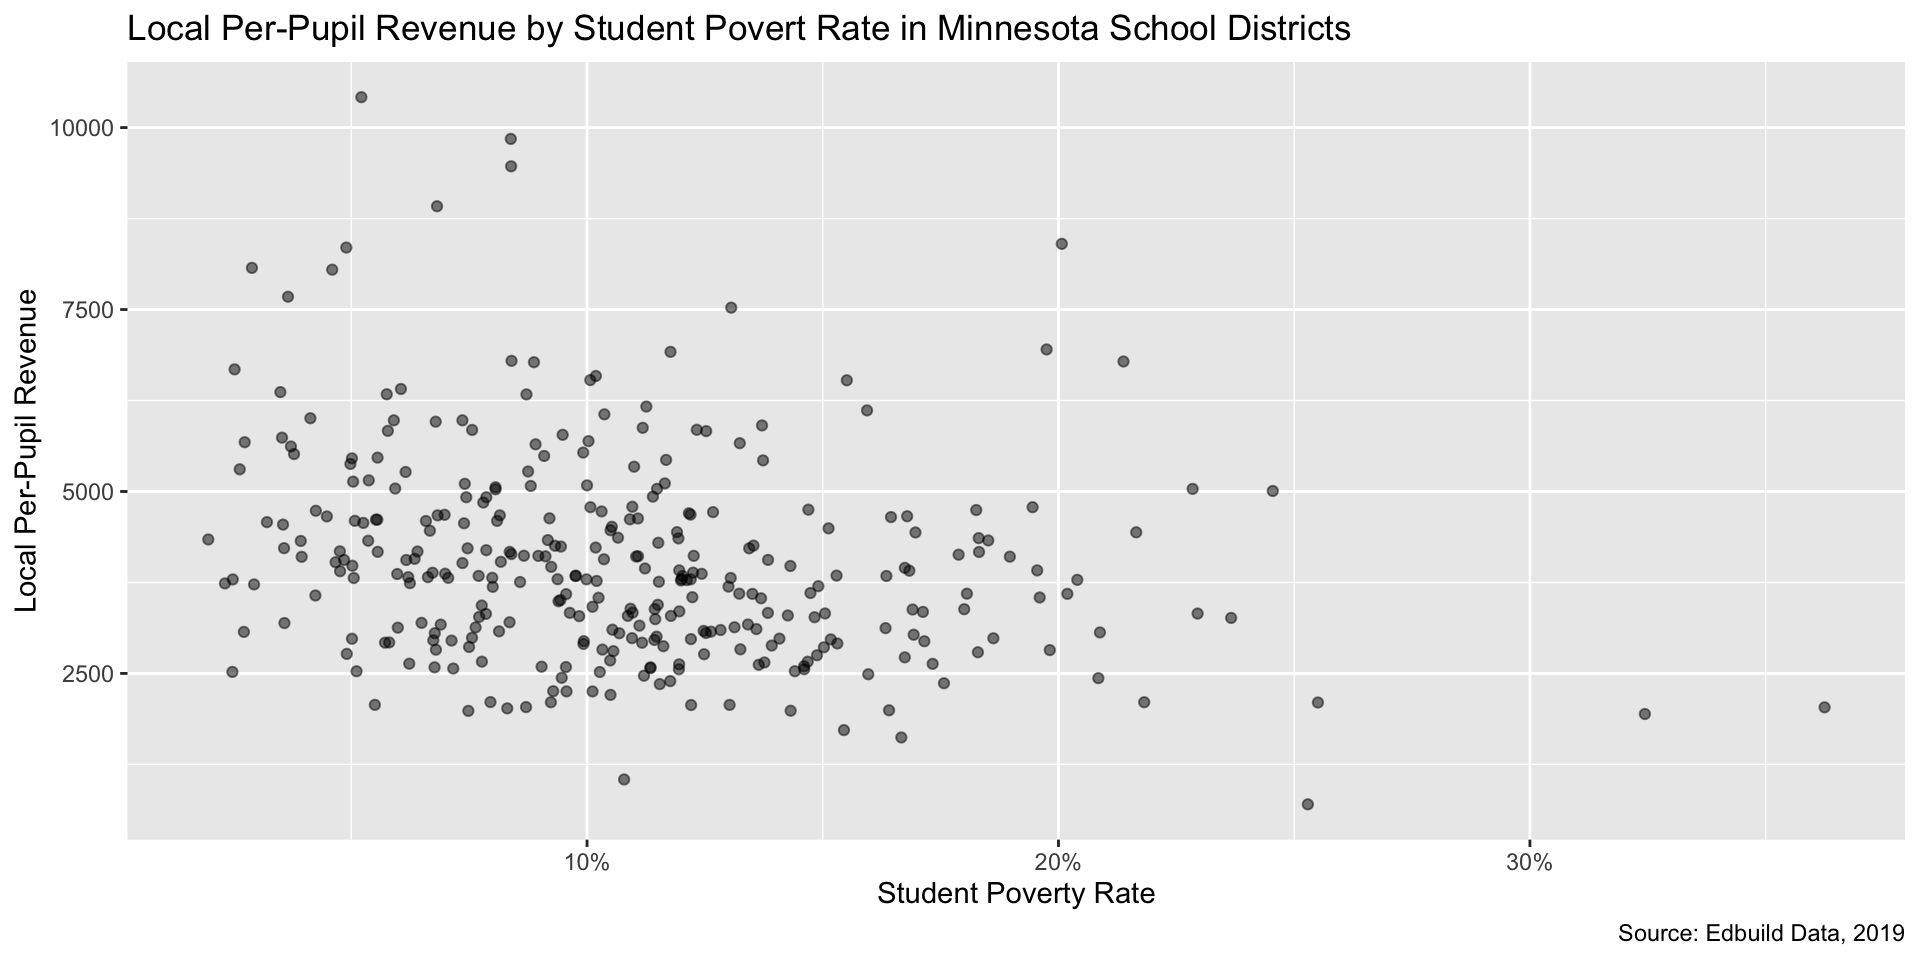 Local Per-Pupil Revenue by Student Povert Rate in Minnesota School Districts
Local Per-Pupil Revenue
10000
7500
5000
2500
10%
20%
30%
Student Poverty Rate
Source: Edbuild Data, 2019